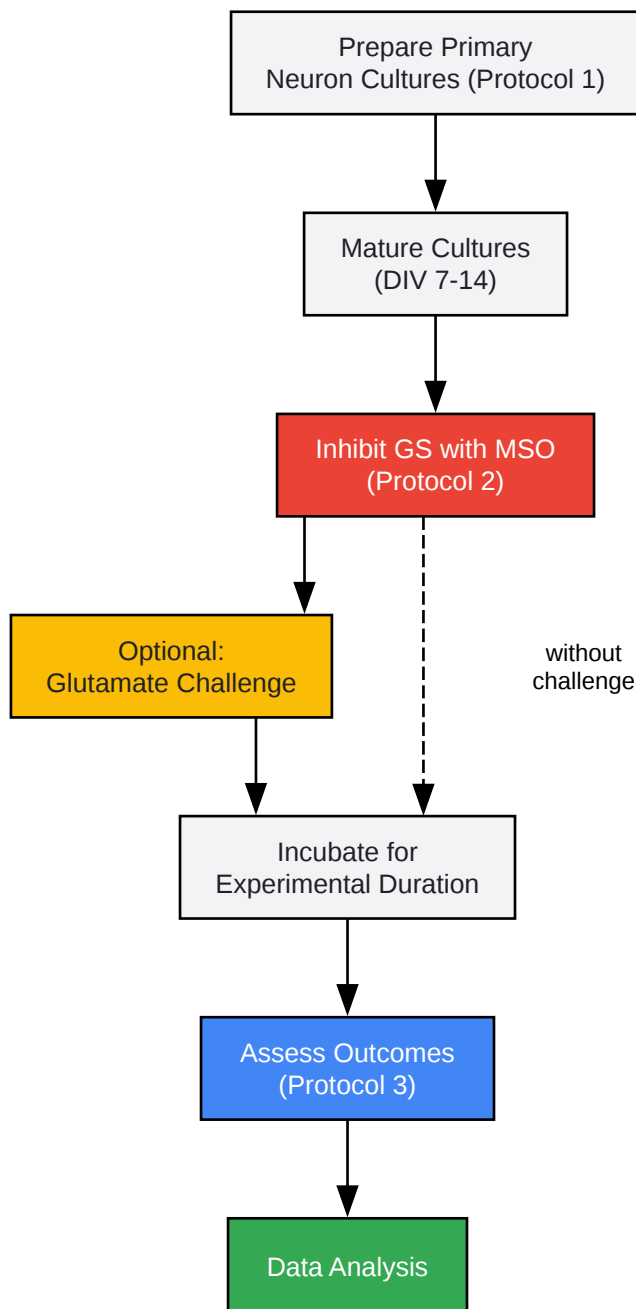 Prepare Primary
Neuron Cultures (Protocol 1)
Mature Cultures
(DIV 7-14)
Inhibit GS with MSO
(Protocol 2)
Optional:
Glutamate Challenge
without
challenge
Incubate for
Experimental Duration
Assess Outcomes
(Protocol 3)
Data Analysis